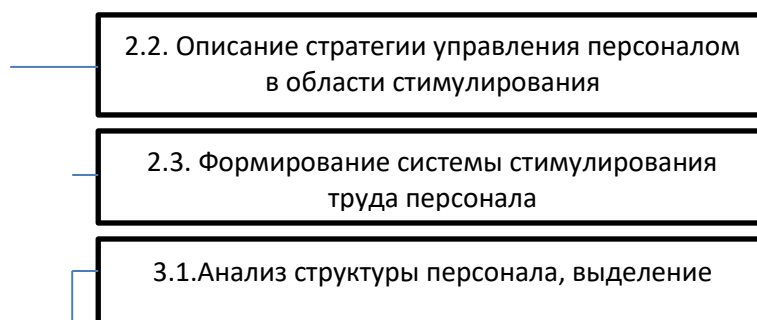 2.2. Описание стратегии управления персоналом
в области стимулирования
2.3. Формирование системы стимулирования
труда персонала
3.1.Анализ структуры персонала, выделение